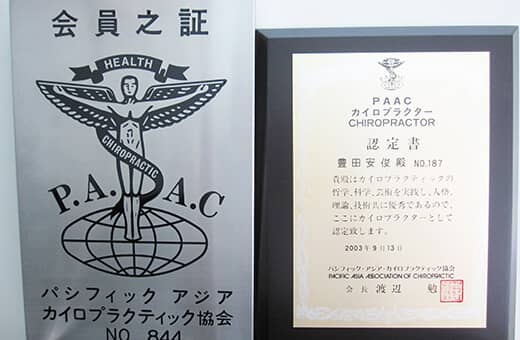 会員之証
HEALTH
CHIROPRACTIC
P.A.A.C
パシフィック アジア
カイロプラクティック協会
NO 844
PAAC
カイロプラクター
CHIROPRACTOR
認定書
豊田安俊殿 NO.187
貴殿はカイロプラクティックの
哲学、科学、芸術を実践し、人格、
理論、技術共に優秀であるので、
ここにカイロプラクターとして
認定致します。
2003年9月13日
パシフィック・アジア・カイロプラクティック協会
PACIFIC ASIA ASSOCIATION OF CHIROPRACTIC
会長 渡辺 勉